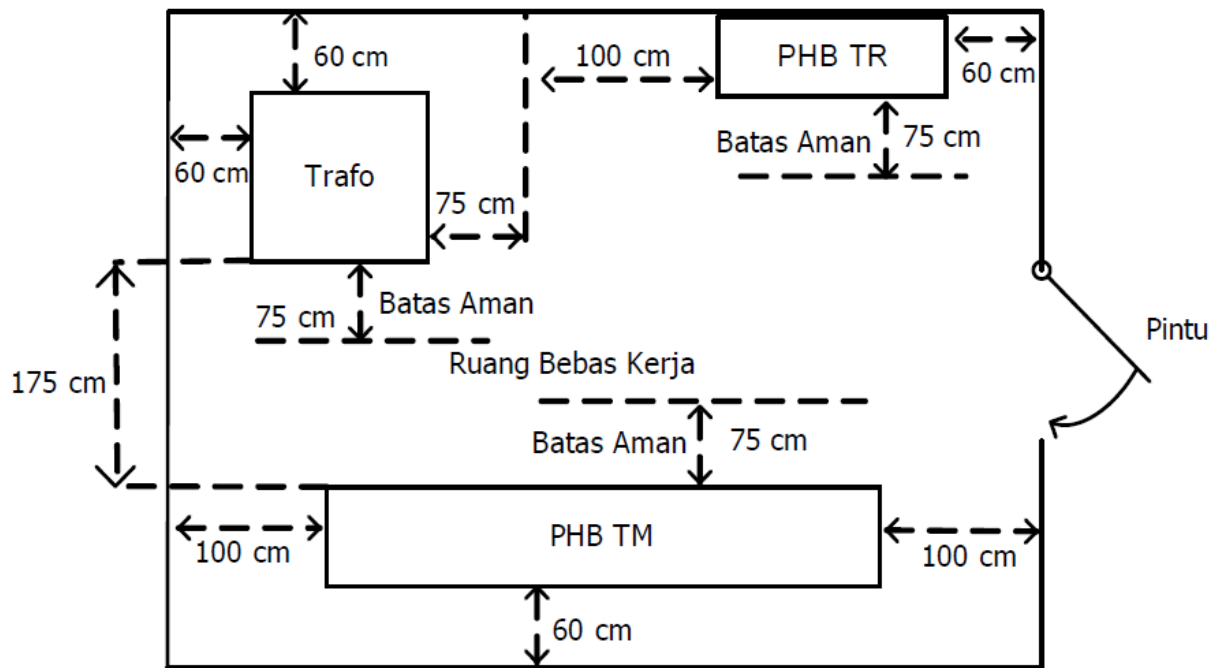 60 cm
100 cm
PHB TR
60 cm
60 cm
Trafo
75 cm
Batas Aman
75 cm
75 cm
Batas Aman
Pintu
175 cm
Ruang Bebas Kerja
Batas Aman
75 cm
100 cm
PHB TM
100 cm
60 cm